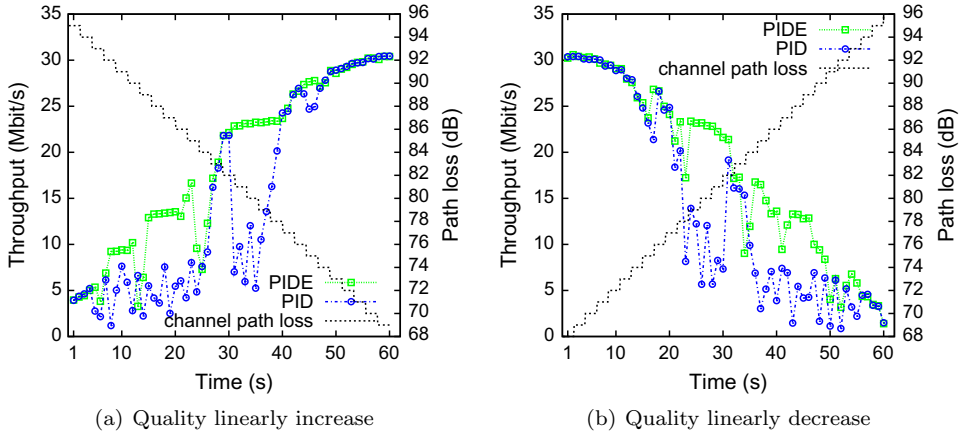 35
30
25
20
15
10
5
0
Throughput (Mbit/s)
1 10 20 30 40 50 60
Time (s)
96
94
92
90
88
86
84
82
80
78
76
74
72
70
68
Path loss (dB)
PIDE
PID
channel path loss
(a) Quality linearly increase
35
30
25
20
15
10
5
0
Throughput (Mbit/s)
1 10 20 30 40 50 60
Time (s)
96
94
92
90
88
86
84
82
80
78
76
74
72
70
68
Path loss (dB)
PIDE
PID
channel path loss
(b) Quality linearly decrease